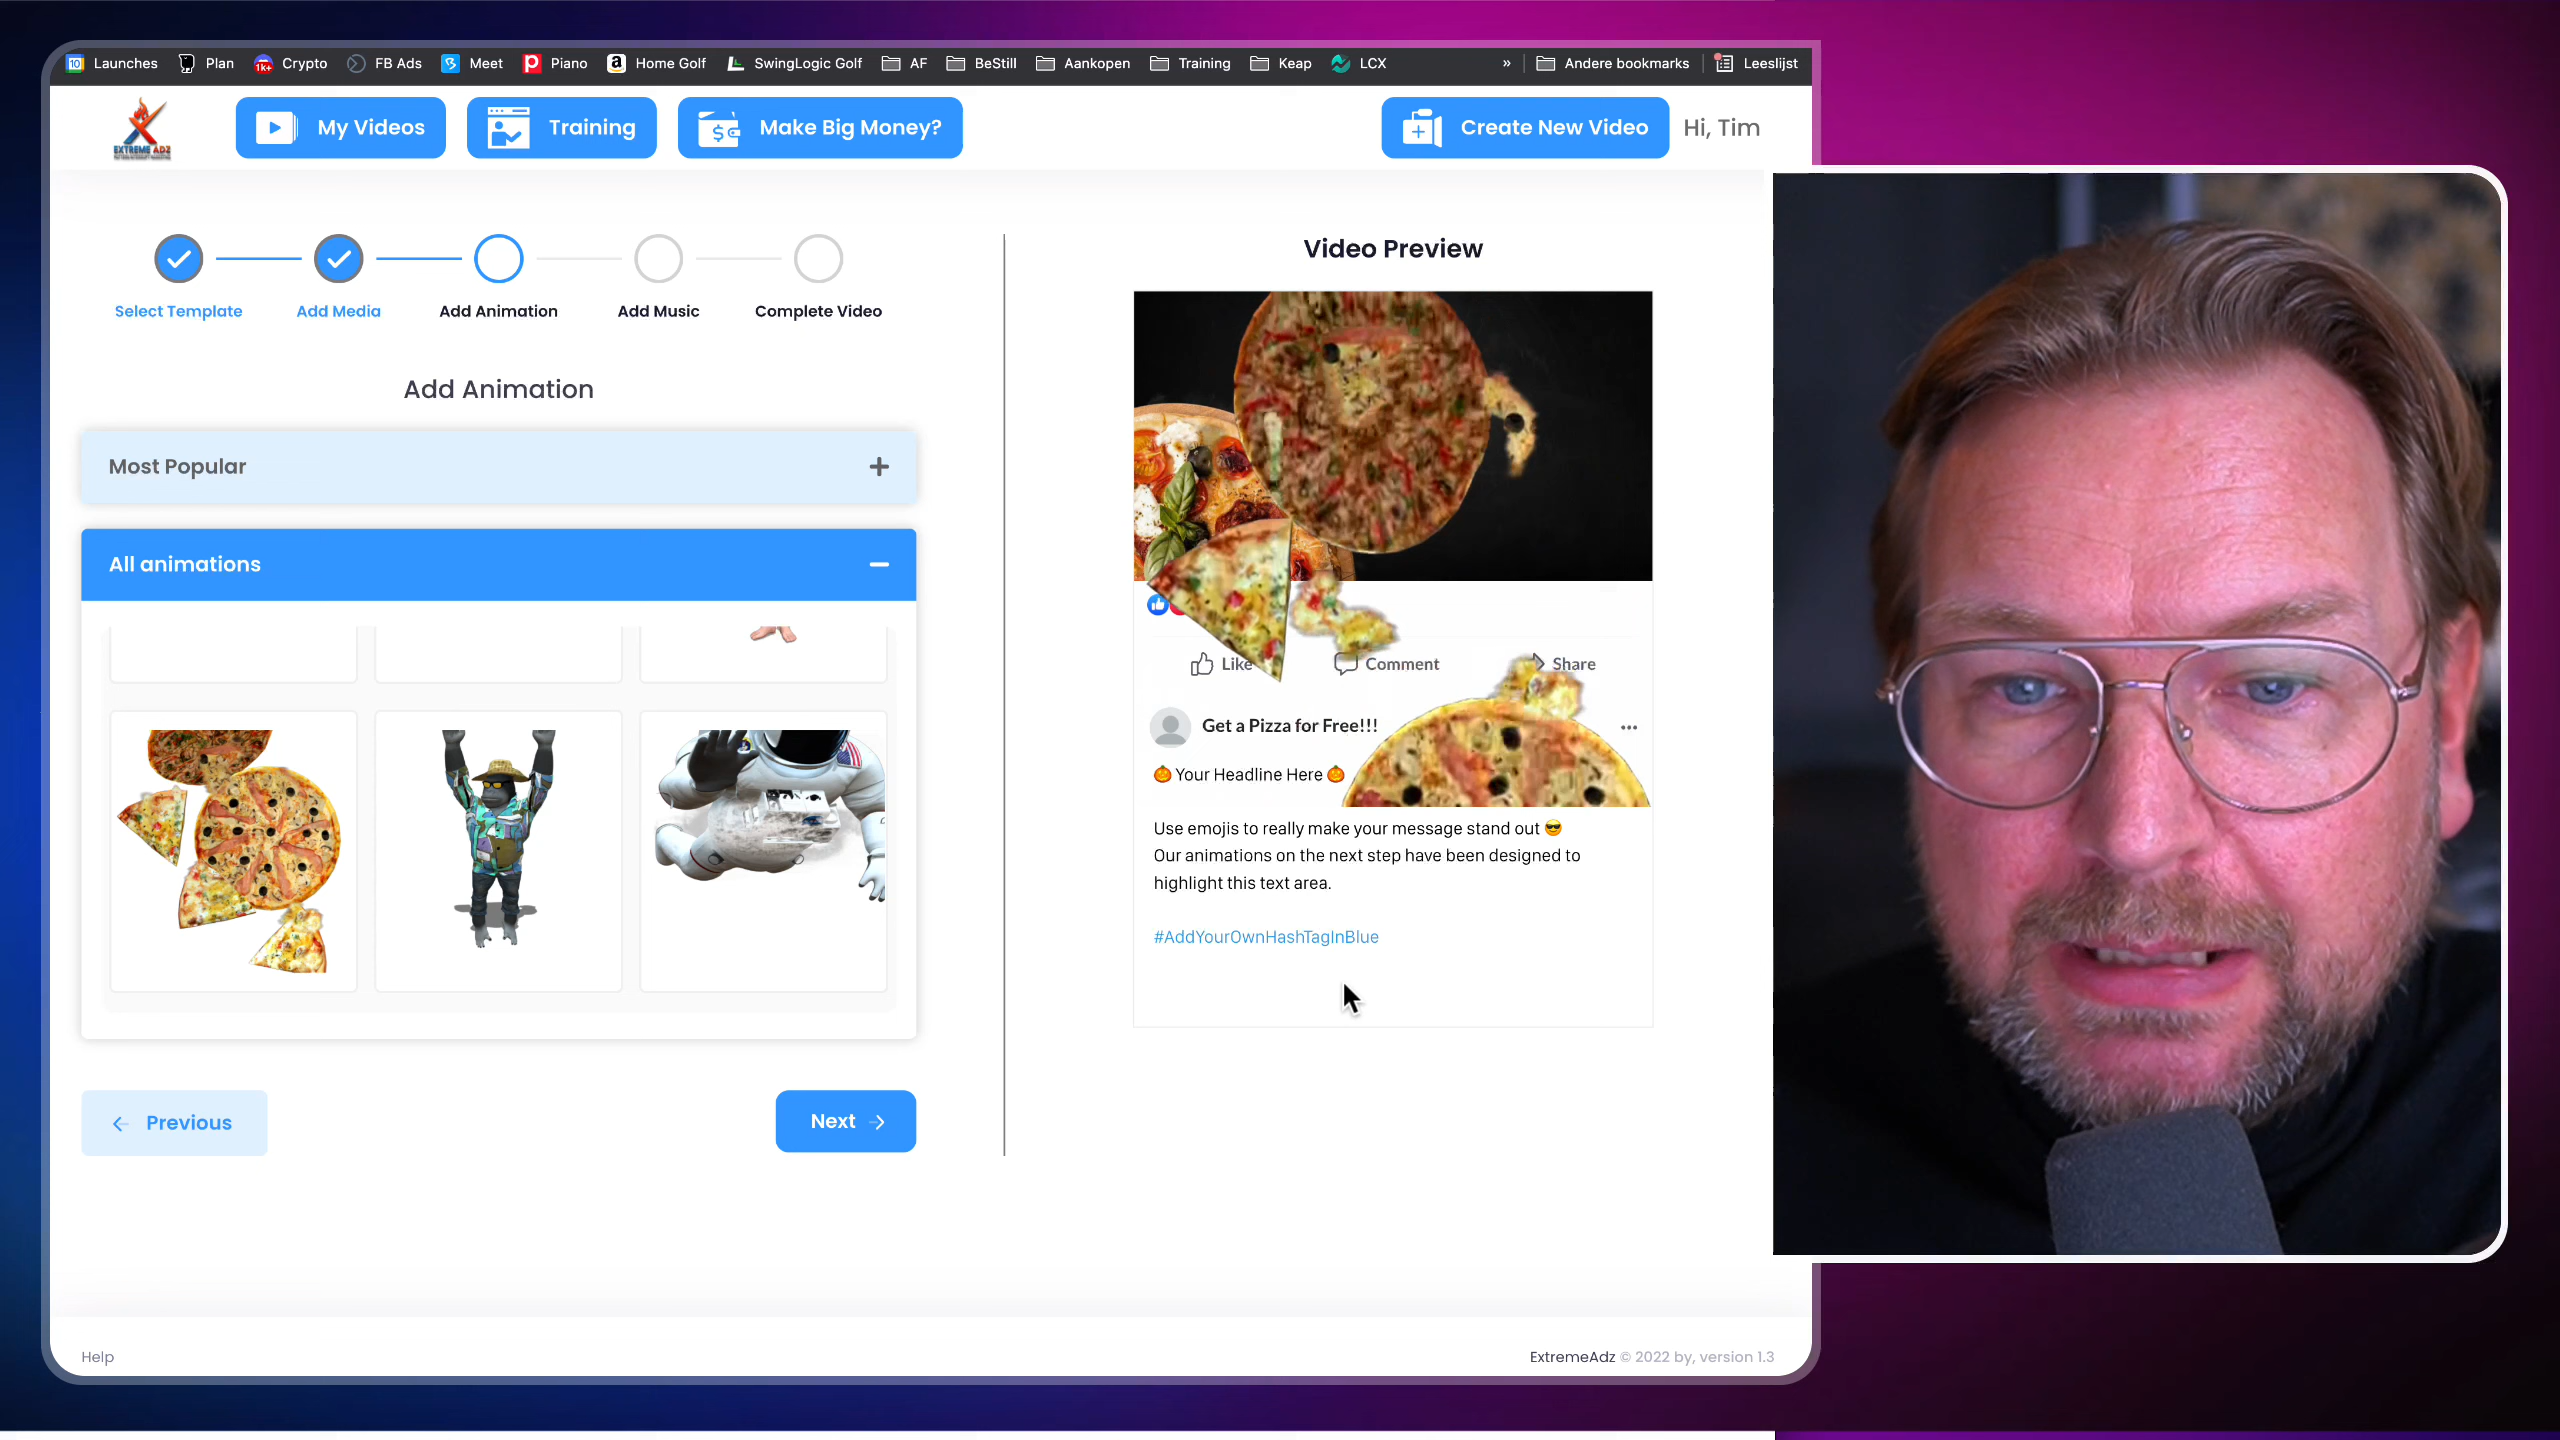 10 Launches Plan 1k+ Crypto FB Ads Meet Piano Home Golf SwingLogic Golf AF BeStill Aankopen Training Keap LCX » Andere bookmarks Leeslijst
EXTREME ADZ
My Videos
Training
Make Big Money?
Create New Video
Hi, Tim
Select Template
Add Media
Add Animation
Add Music
Complete Video
Add Animation
Most Popular
All animations
Previous
Next
Video Preview
Like
Comment
Share
Get a Pizza for Free!!!
🎃 Your Headline Here 🎃
Use emojis to really make your message stand out 😎
Our animations on the next step have been designed to
highlight this text area.
#AddYourOwnHashTagInBlue
Help
ExtremeAdz © 2022 by, version 1.3